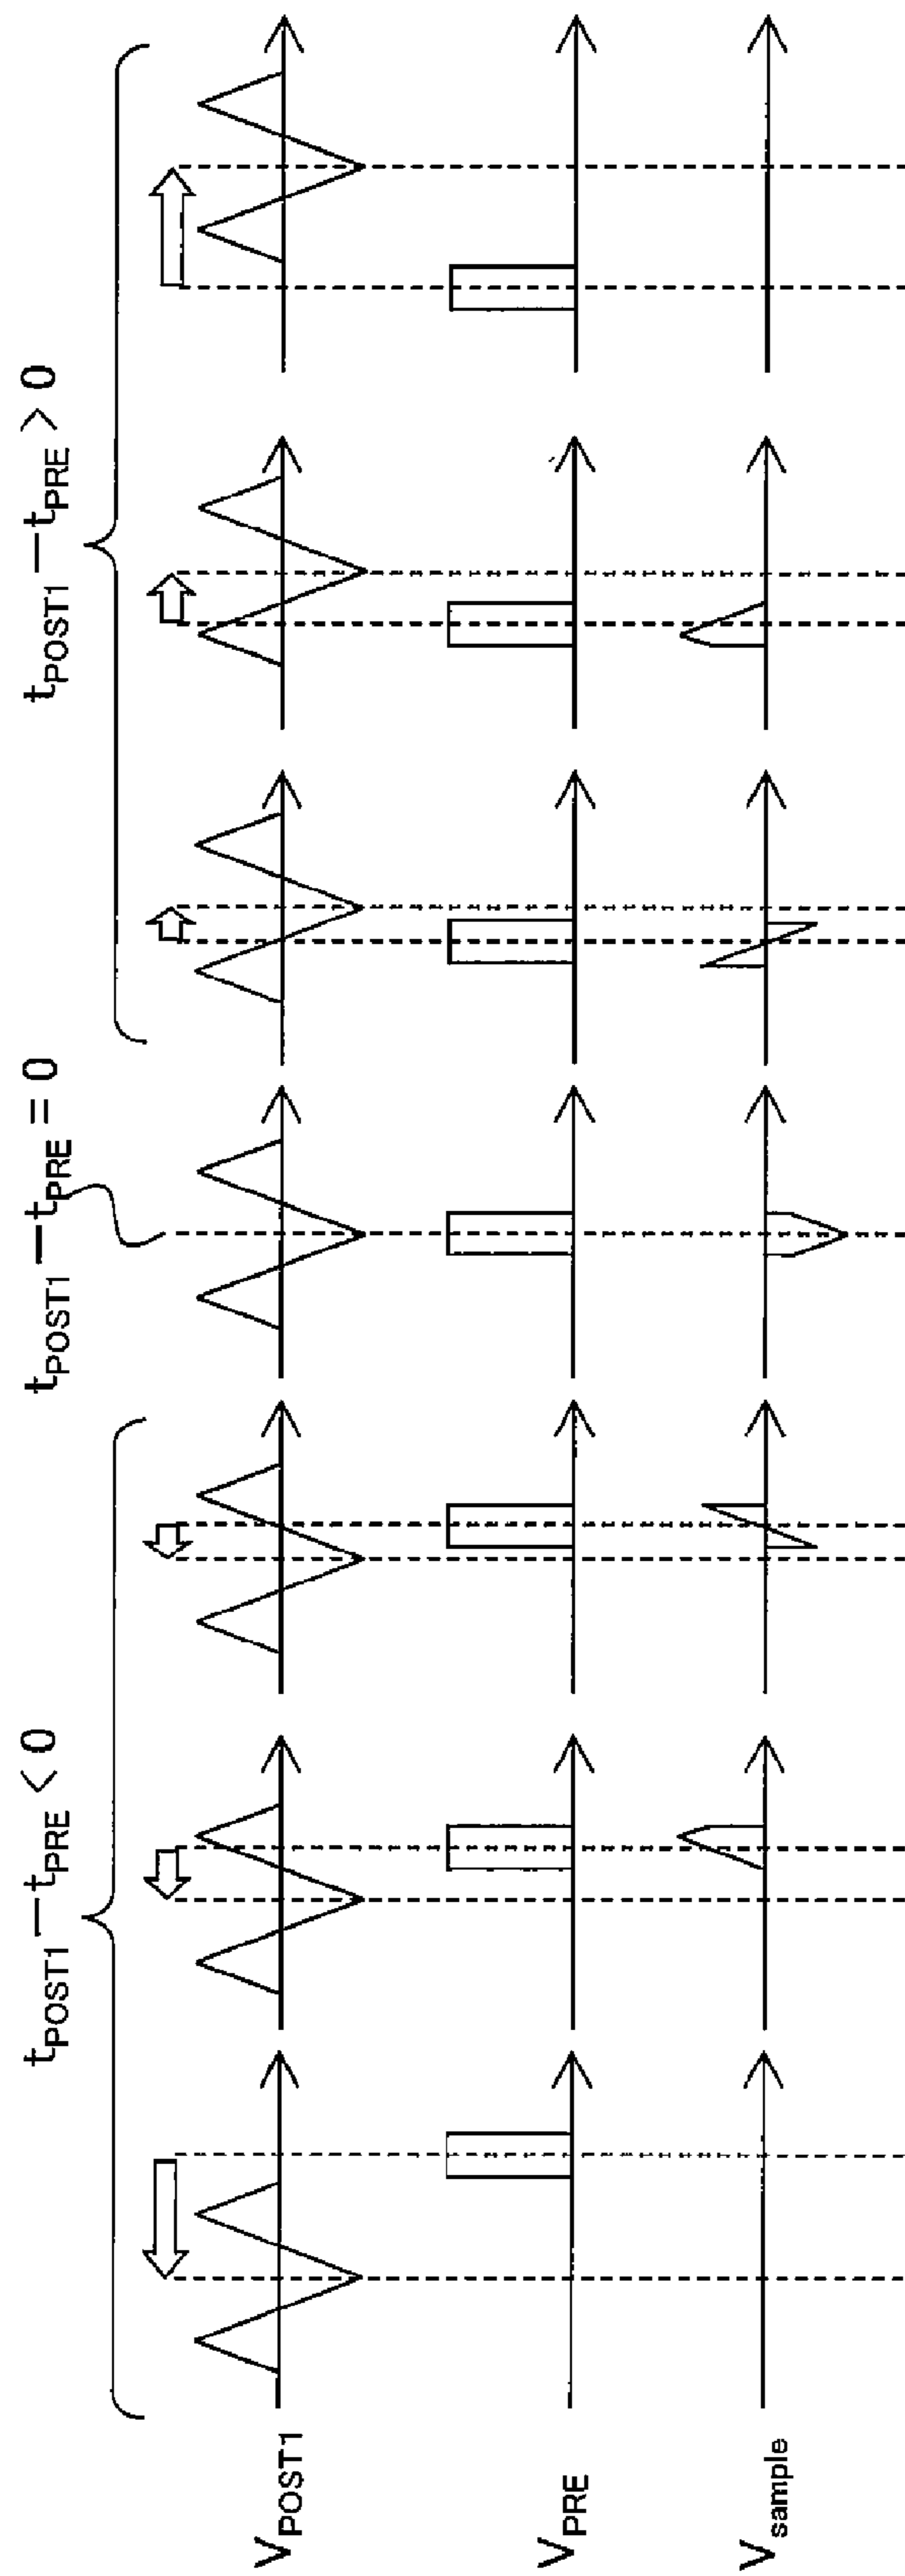 t_POST1 — t_PRE < 0
t_POST1 — t_PRE = 0
t_POST1 — t_PRE > 0
V_POST1
V_PRE
V_sample